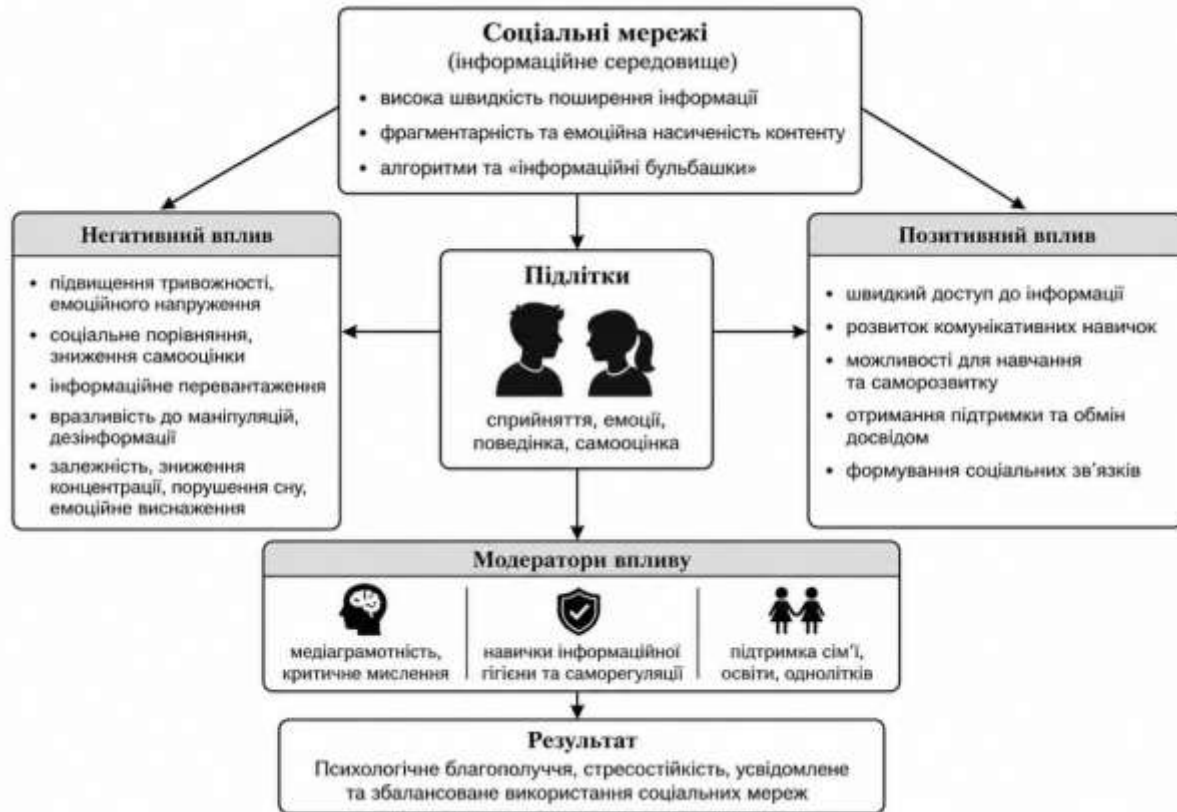 Соціальні мережі
(інформаційне середовище)
• висока швидкість поширення інформації
• фрагментарність та емоційна насиченість контенту
• алгоритми та «інформаційні бульбашки»
Негативний вплив
• підвищення тривожності,
емоційного напруження
• соціальне порівняння,
зниження самооцінки
• інформаційне перевантаження
• вразливість до маніпуляцій,
дезінформації
• залежність, зниження
концентрації, порушення сну,
емоційне виснаження
Підлітки
сприйняття, емоції,
поведінка, самооцінка
Позитивний вплив
• швидкий доступ до інформації
• розвиток комунікативних навичок
• можливості для навчання
та саморозвитку
• отримання підтримки та обмін
досвідом
• формування соціальних зв’язків
Модератори впливу
медіаграмотність,
критичне мислення
навички інформаційної
гігієни та саморегуляції
підтримка сім’ї,
освіти, однолітків
Результат
Психологічне благополуччя, стресостійкість, усвідомлене
та збалансоване використання соціальних мереж